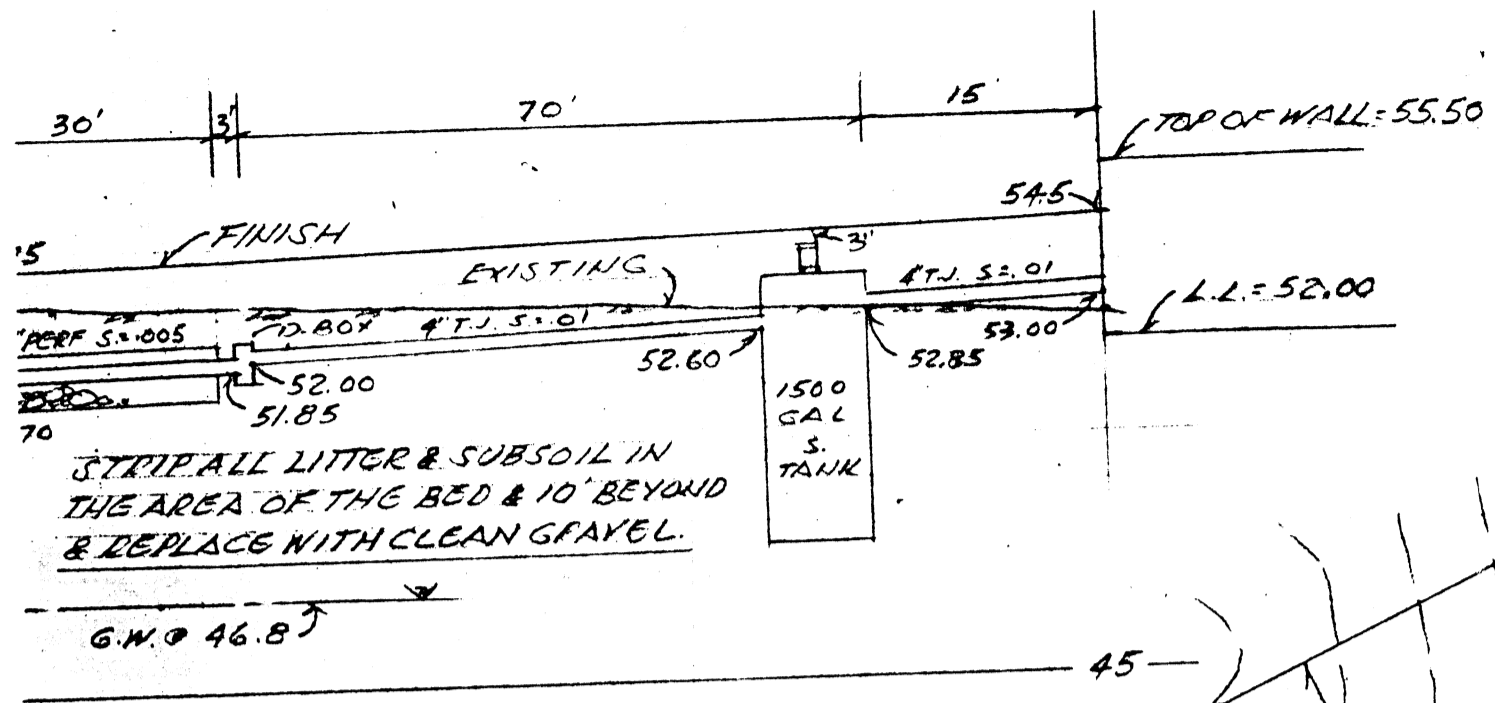 30'
3'
70'
15'
TOP OF WALL = 55.50
54.5
'5
FINISH
3"
EXISTING
4" T.J. S=.01
L.L. = 52.00
"PERF S.=.005
D. BOX
4" T.J. S=.01
53.00
52.60
52.85
52.00
51.85
1500
GAL
S.
TANK
70
STRIP ALL LITTER & SUBSOIL IN
THE AREA OF THE BED & 10' BEYOND
& REPLACE WITH CLEAN GRAVEL.
G.W. @ 46.8
45